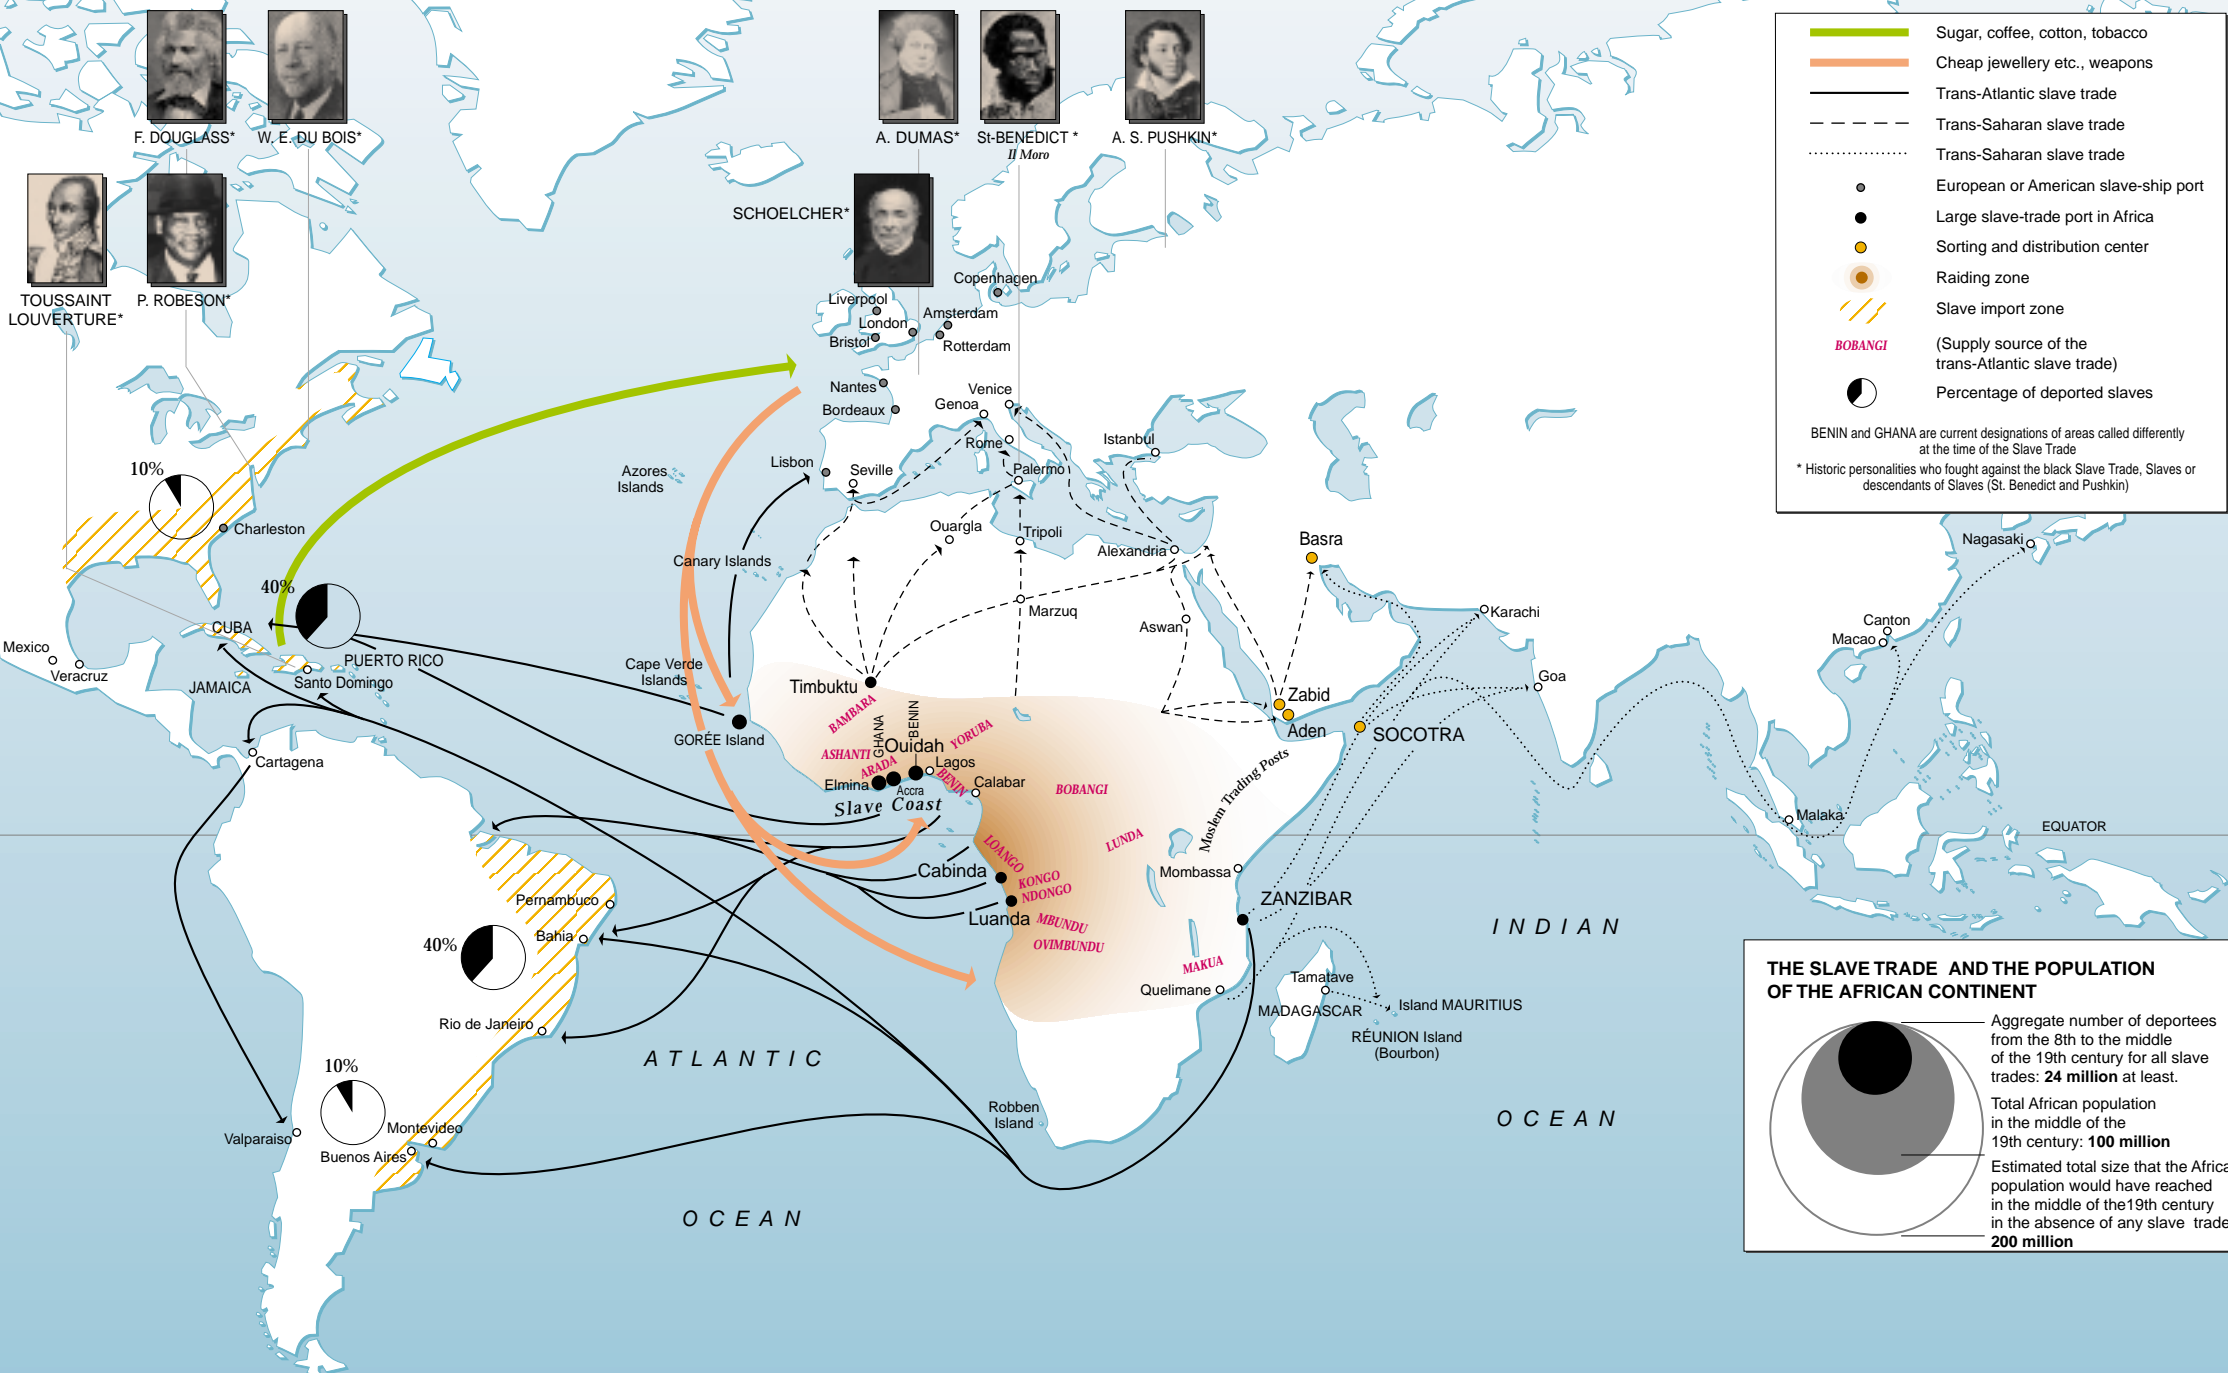 F. DOUGLASS*
W. E. DU BOIS*
A. DUMAS*
St-BENEDICT *
Il Moro
A. S. PUSHKIN*
TOUSSAINT
LOUVERTURE*
P. ROBESON*
SCHOELCHER*
Sugar, coffee, cotton, tobacco
Cheap jewellery etc., weapons
Trans-Atlantic slave trade
Trans-Saharan slave trade
Trans-Saharan slave trade
European or American slave-ship port
Large slave-trade port in Africa
Sorting and distribution center
Raiding zone
Slave import zone
BOBANGI
(Supply source of the
trans-Atlantic slave trade)
Percentage of deported slaves
BENIN and GHANA are current designations of areas called differently
at the time of the Slave Trade
* Historic personalities who fought against the black Slave Trade, Slaves or
descendants of Slaves (St. Benedict and Pushkin)
Copenhagen
Liverpool
London
Amsterdam
Bristol
Rotterdam
Nantes
Bordeaux
Venice
Genoa
Rome
Istanbul
Lisbon
Seville
Palermo
Azores
Islands
10%
Charleston
Ouargla
Tripoli
Alexandria
Basra
Nagasaki
Canary Islands
40%
Marzuq
Aswan
Karachi
Canton
Macao
CUBA
Mexico
Veracruz
PUERTO RICO
JAMAICA
Santo Domingo
Cape Verde
Islands
Timbuktu
Goa
Zabid
Aden
SOCOTRA
GORÉE Island
BAMBARA
GHANA
BENIN
YORUBA
ASHANTI
ARADA
Ouidah
Lagos
Elmina
Accra
BENIN
Calabar
Slave Coast
BOBANGI
Moslem Trading Posts
Cartagena
Malaka
EQUATOR
LOANGO
LUNDA
Cabinda
KONGO
NDONGO
Mombassa
Luanda
MBUNDU
OVIMBUNDU
ZANZIBAR
Pernambuco
Bahia
40%
INDIAN
MAKUA
Quelimane
Tamatave
MADAGASCAR
Island MAURITIUS
RÉUNION Island
(Bourbon)
Rio de Janeiro
ATLANTIC
10%
Robben
Island
OCEAN
Valparaiso
Montevideo
Buenos Aires
OCEAN
THE SLAVE TRADE AND THE POPULATION
OF THE AFRICAN CONTINENT
Aggregate number of deportees
from the 8th to the middle
of the 19th century for all slave
trades: 24 million at least.
Total African population
in the middle of the
19th century: 100 million
Estimated total size that the Africa
population would have reached
in the middle of the19th century
in the absence of any slave trade
200 million